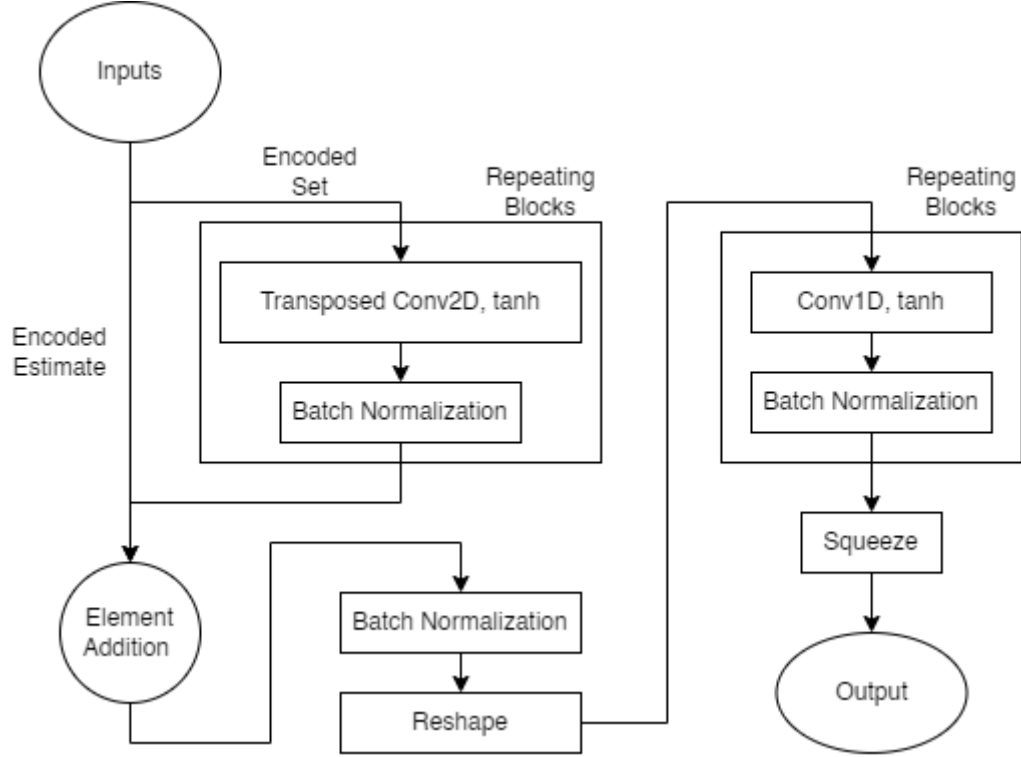 Inputs
Encoded
Set
Repeating
Blocks
Transposed Conv2D, tanh
Batch Normalization
Encoded
Estimate
Element
Addition
Batch Normalization
Reshape
Repeating
Blocks
Conv1D, tanh
Batch Normalization
Squeeze
Output